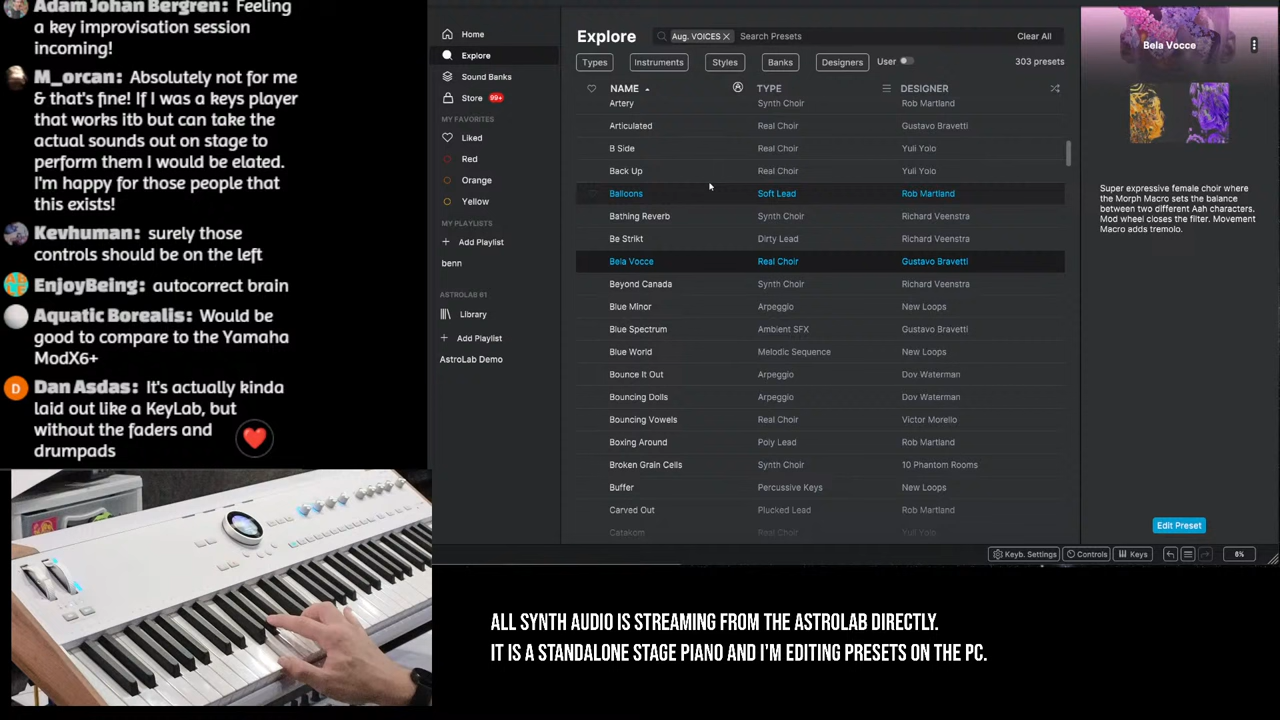 Adam Johan Bergren: Feeling
a key improvisation session
incoming!
M_orcan: Absolutely not for me
& that's fine! If I was a keys player
that works itb but can take the
actual sounds out on stage to
perform them I would be elated.
I'm happy for those people that
this exists!
Kevhuman: surely those
controls should be on the left
EnjoyBeing: autocorrect brain
Aquatic Borealis: Would be
good to compare to the Yamaha
ModX6+
D Dan Asdas: It's actually kinda
laid out like a KeyLab, but
without the faders and
drumpads
Home
Explore
Sound Banks
Store 99+
MY FAVORITES
Liked
Red
Orange
Yellow
MY PLAYLISTS
Add Playlist
benn
ASTROLAB 01
Library
Add Playlist
AstroLab Demo
Explore Aug. VOICES Search Presets Clear All
Types Instruments Styles Banks Designers User 303 presets
NAME TYPE DESIGNER
Artery Synth Choir Rob Martland
Articulated Real Choir Gustavo Bravetti
B Side Real Choir Yuli Yolo
Back Up Real Choir Yuli Yolo
Balloons Soft Lead Rob Martland
Bathing Reverb Synth Choir Richard Veenstra
Be Strikt Dirty Lead Richard Veenstra
Bela Vocce Real Choir Gustavo Bravetti
Beyond Canada Synth Choir Richard Veenstra
Blue Minor Arpeggio New Loops
Blue Spectrum Ambient SFX Gustavo Bravetti
Blue World Melodic Sequence New Loops
Bounce It Out Arpeggio Dov Waterman
Bouncing Dolls Arpeggio Dov Waterman
Bouncing Vowels Real Choir Victor Morello
Boxing Around Poly Lead Rob Martland
Broken Grain Cells Synth Choir 10 Phantom Rooms
Buffer Percussive Keys New Loops
Carved Out Plucked Lead Rob Martland
Catakom Real Choir Yuli Yolo
Bela Vocce
Super expressive female choir where
the Morph Macro sets the balance
between two different Aah characters.
Mod wheel closes the filter. Movement
Macro adds tremolo.
Edit Preset
Keyb. Settings Controls Keys 6%
ALL SYNTH AUDIO IS STREAMING FROM THE ASTROLAB DIRECTLY.
IT IS A STANDALONE STAGE PIANO AND I'M EDITING PRESETS ON THE PC.